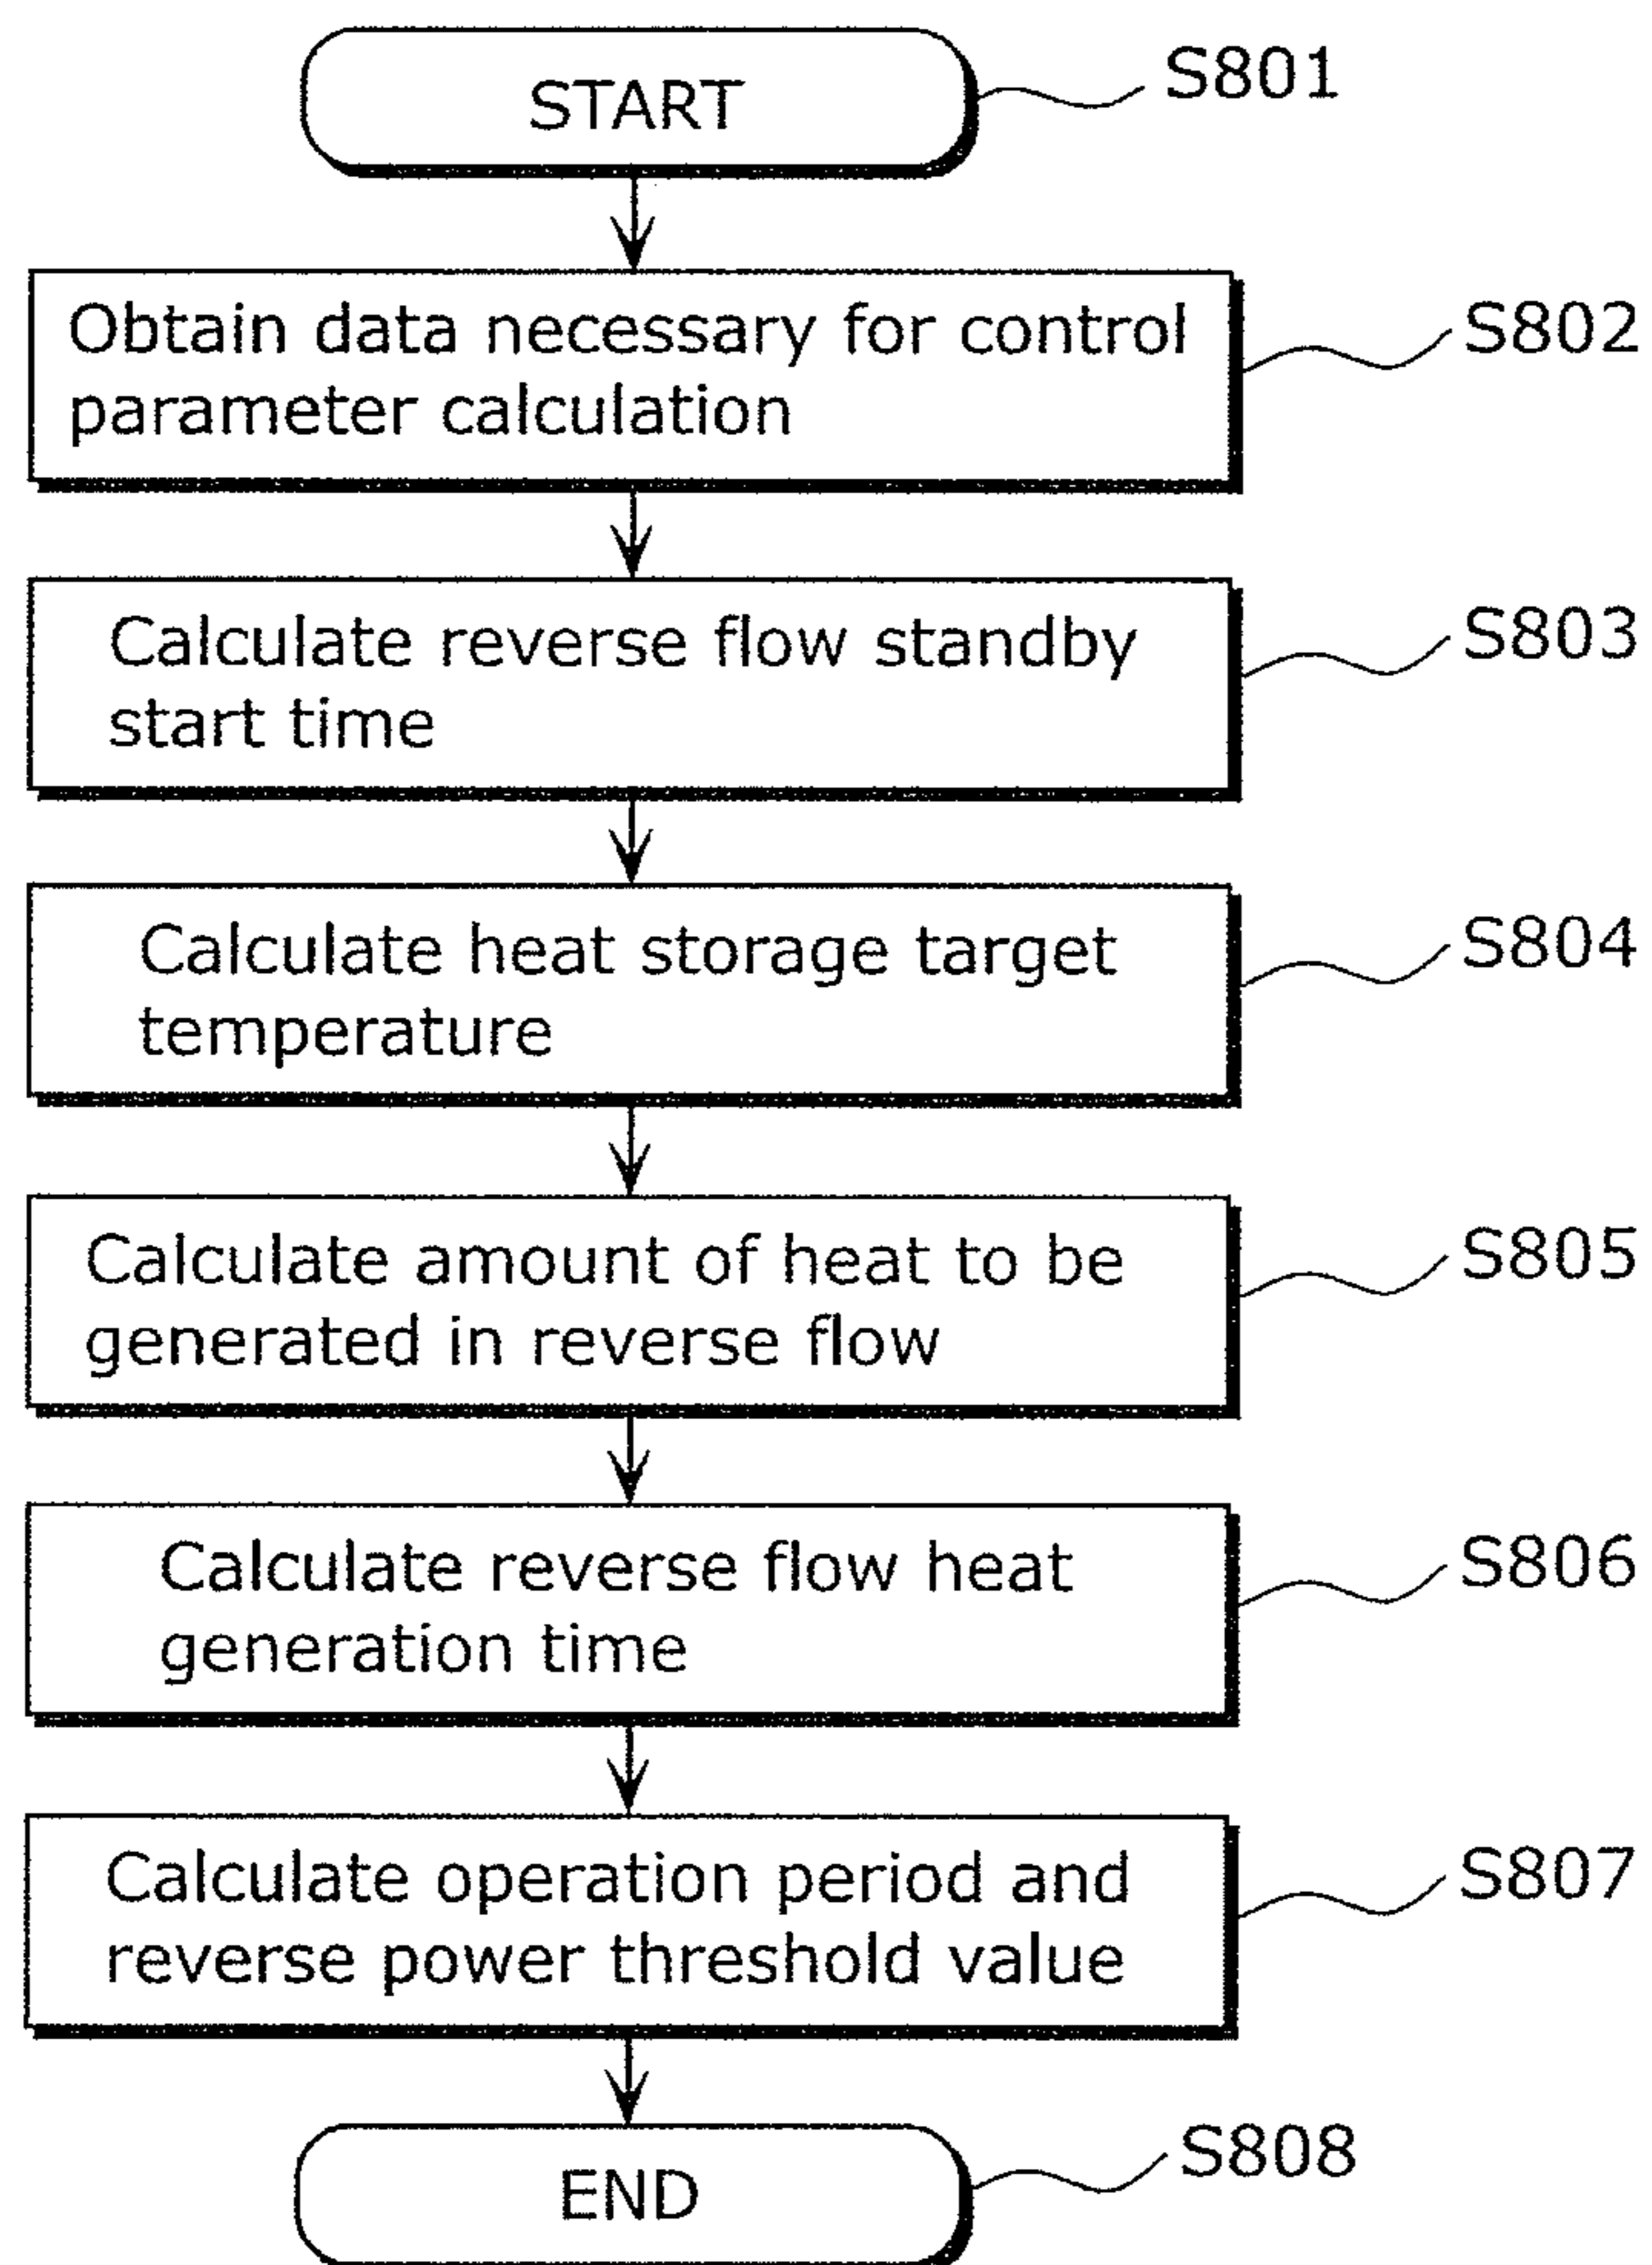 START
S801
Obtain data necessary for control
parameter calculation
S802
Calculate reverse flow standby
start time
S803
Calculate heat storage target
temperature
S804
Calculate amount of heat to be
generated in reverse flow
S805
Calculate reverse flow heat
generation time
S806
Calculate operation period and
reverse power threshold value
S807
END
S808